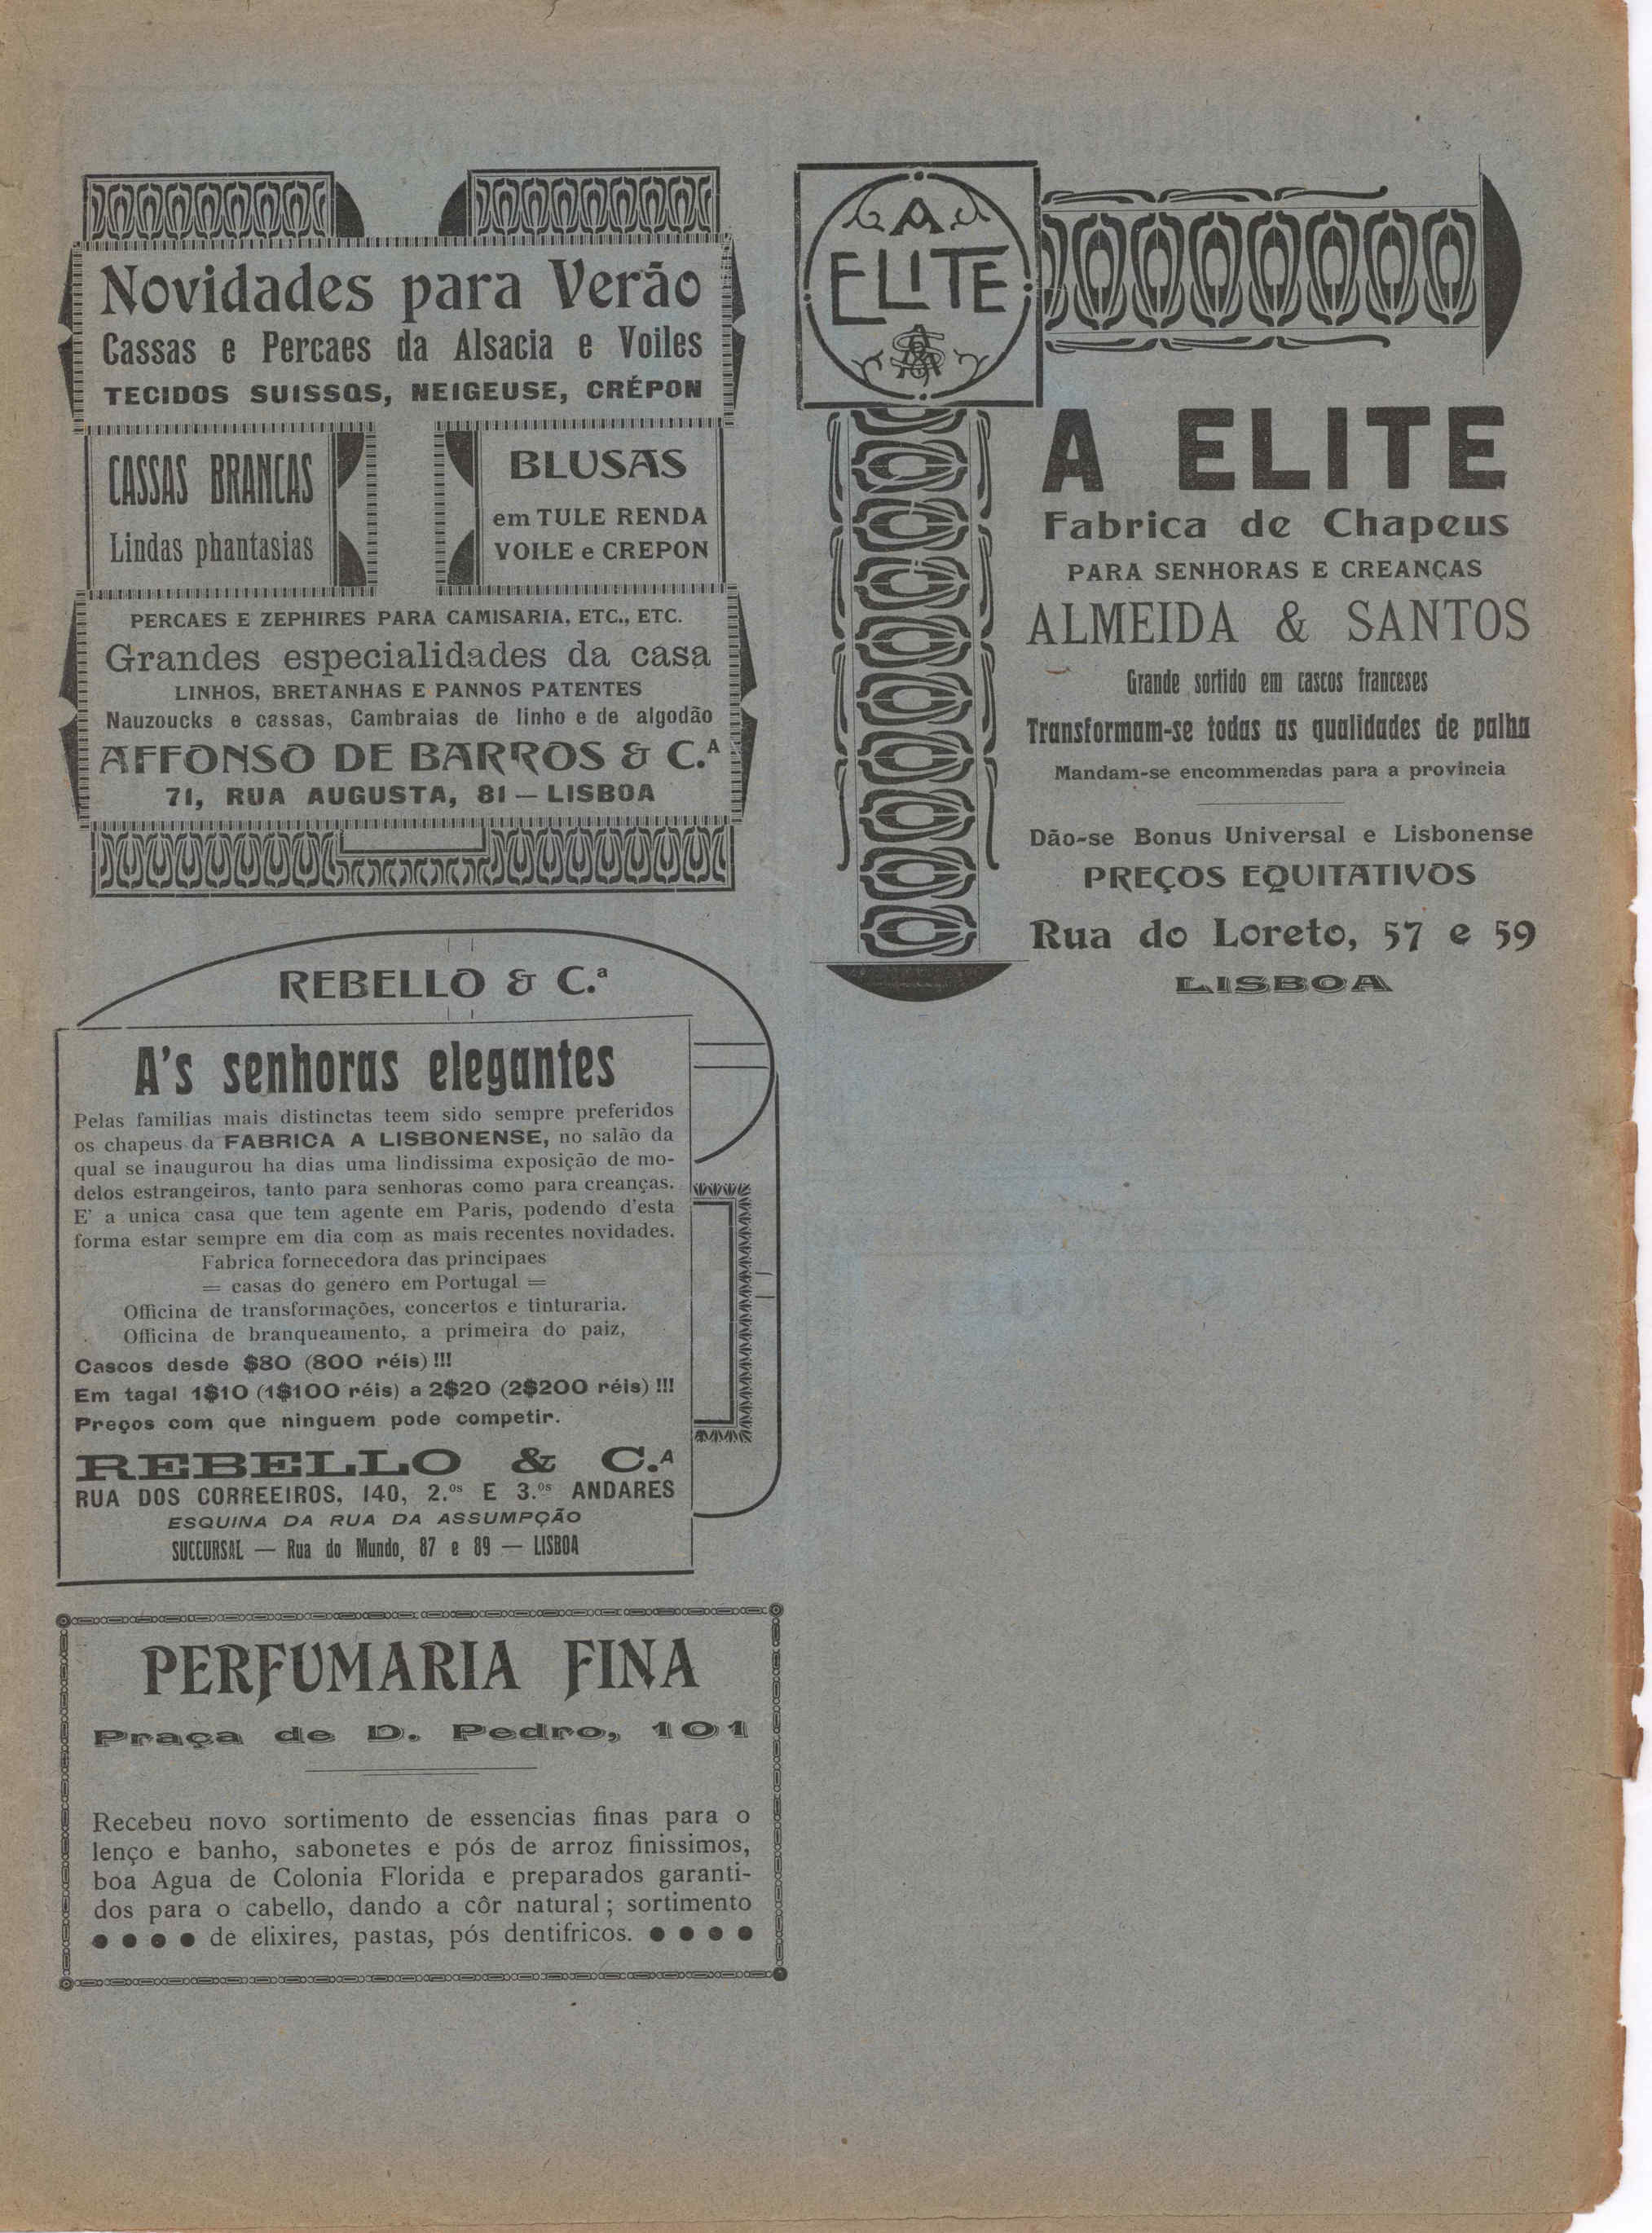 Novidades para Verão
Cassas e Percaes da Alsacia e Voiles
TECIDOS SUISSOS, NEIGEUSE, CRÉPON
CASSAS BRANCAS
Lindas phantasias
BLUSAS
em TULE RENDA
VOILE e CREPON
PERCAES E ZEPHIRES PARA CAMISARIA, ETC., ETC.
Grandes especialidades da casa
LINHOS, BRETANHAS E PANNOS PATENTES
Nauzoucks e cassas, Cambraias de linho e de algodão
AFFONSO DE BARROS & C.ᴬ
71, RUA AUGUSTA, 81 — LISBOA
REBELLO & C.ª
A's senhoras elegantes
Pelas familias mais distinctas teem sido sempre preferidos
os chapeus da FABRICA A LISBONENSE, no salão da
qual se inaugurou ha dias uma lindissima exposição de mo-
delos estrangeiros, tanto para senhoras como para creanças.
E' a unica casa que tem agente em Paris, podendo d'esta
forma estar sempre em dia com as mais recentes novidades.
Fabrica fornecedora das principaes
= casas do genero em Portugal =
Officina de transformações, concertos e tinturaria.
Officina de branqueamento, a primeira do paiz,
Cascos desde $80 (800 réis)!!!
Em tagal 1$10 (1$100 réis) a 2$20 (2$200 réis)!!!
Preços com que ninguem pode competir.
REBELLO & C.ᴬ
RUA DOS CORREEIROS, 140, 2.ᵒˢ E 3.ᵒˢ ANDARES
ESQUINA DA RUA DA ASSUMPÇÃO
SUCCURSAL — Rua do Mundo, 87 e 89 — LISBOA
PERFUMARIA FINA
Praça de D. Pedro, 101
Recebeu novo sortimento de essencias finas para o
lenço e banho, sabonetes e pós de arroz finissimos,
boa Agua de Colonia Florida e preparados garanti-
dos para o cabello, dando a côr natural; sortimento
● ● ● ● de elixires, pastas, pós dentifricos. ● ● ● ●
A
ELITE
A ELITE
Fabrica de Chapeus
PARA SENHORAS E CREANÇAS
ALMEIDA & SANTOS
Grande sortido em cascos franceses
Transformam-se todas as qualidades de palha
Mandam-se encommendas para a provincia
Dão-se Bonus Universal e Lisbonense
PREÇOS EQUITATIVOS
Rua do Loreto, 57 e 59
LISBOA